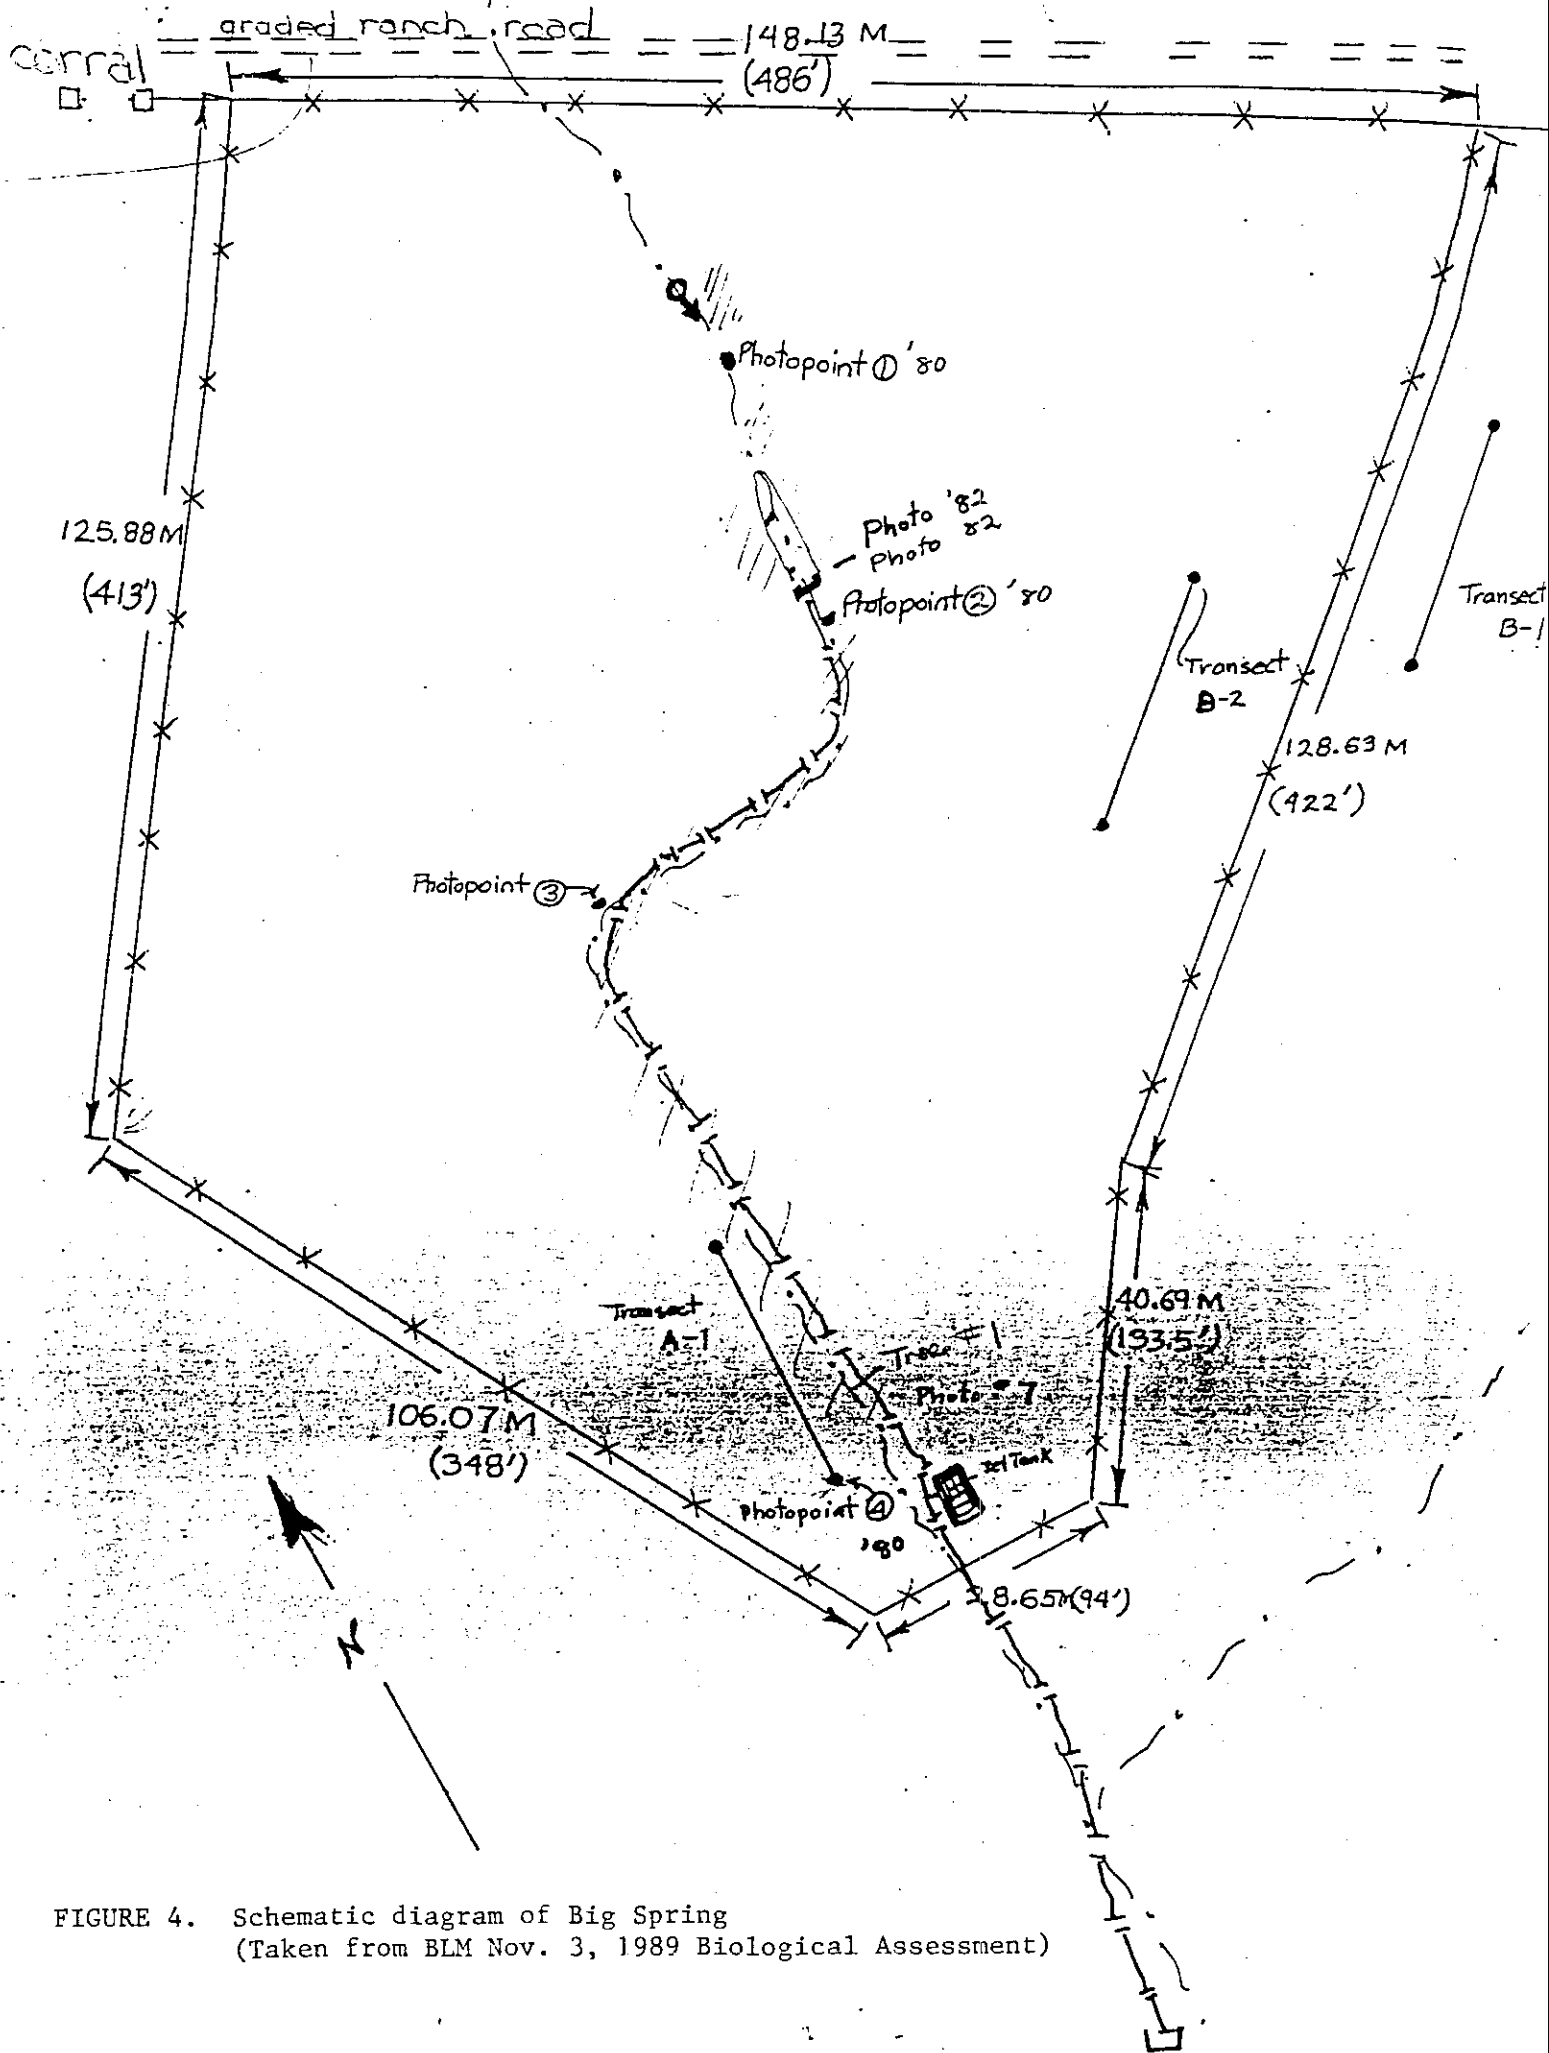 graded ranch road
corral
148.13 M
(486')
Photopoint ① '80
Photo '82
Photo 82
Photopoint ② '80
125.88 M
(413')
Transect
B-1
Transect
B-2
128.63 M
(422')
Photopoint ③
40.69 M
(133.5')
Transect
A-1
#1
Photo #7
106.07 M
(348')
Tank
Photopoint ④
'80
28.65M(94')
N
FIGURE 4. Schematic diagram of Big Spring
(Taken from BLM Nov. 3, 1989 Biological Assessment)